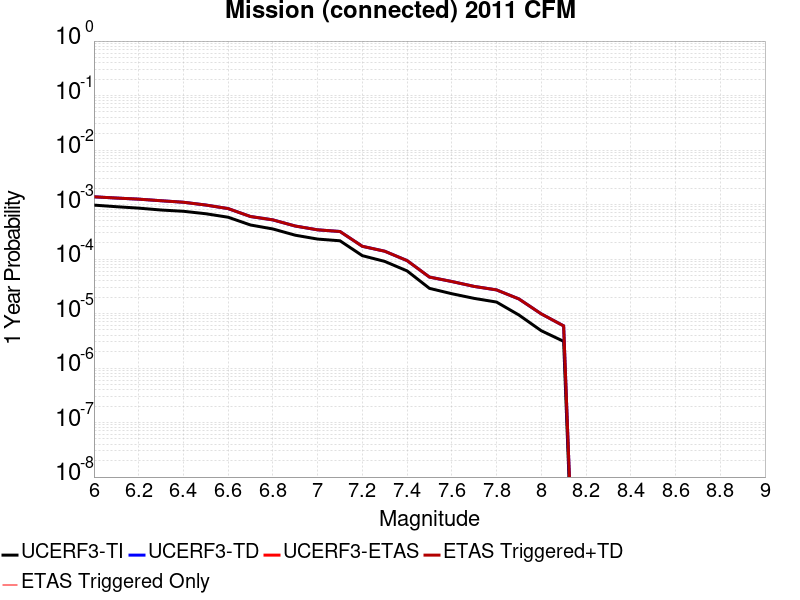 Mission (connected) 2011 CFM
10^0
10^-1
10^-2
10^-3
10^-4
10^-5
10^-6
10^-7
10^-8
1 Year Probability
6 6.2 6.4 6.6 6.8 7 7.2 7.4 7.6 7.8 8 8.2 8.4 8.6 8.8 9
Magnitude
UCERF3-TI UCERF3-TD UCERF3-ETAS ETAS Triggered+TD
ETAS Triggered Only